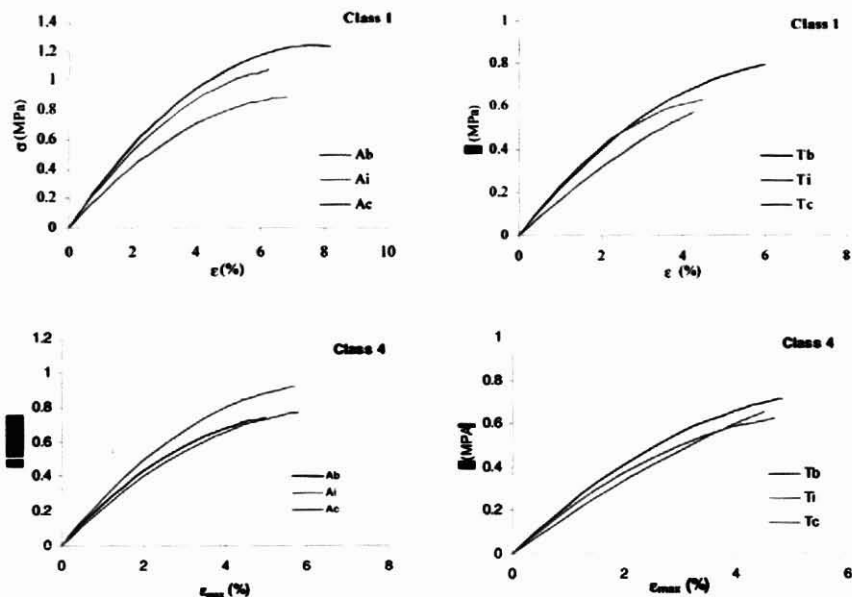 Class 1
1.4
1.2
1
0.8
0.6
0.4
0.2
0
σ (MPa)
Ab
Ai
Ac
0 2 4 6 8 10
ε (%)
Class 1
1
0.8
0.6
0.4
0.2
0
(MPa)
Tb
Ti
Tc
0 2 4 6 8
ε (%)
Class 4
1.2
1
0.8
0.6
0.4
0.2
0
Ab
Ai
Ac
0 2 4 6 8
εmax (%)
Class 4
1
0.8
0.6
0.4
0.2
0
(MPA)
Tb
Ti
Tc
0 2 4 6
εmax (%)